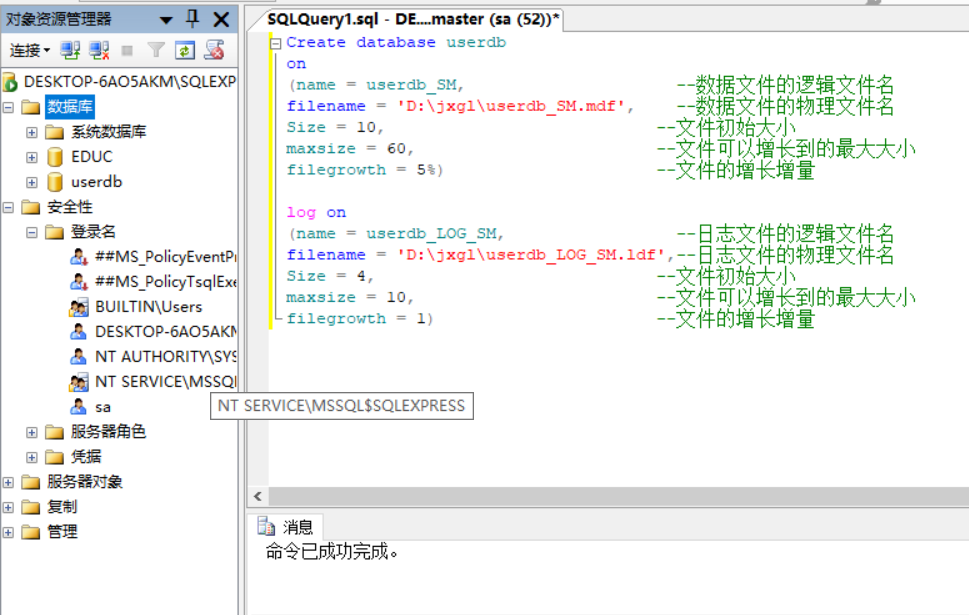 对象资源管理器
连接
DESKTOP-6AO5AKM\SQLEXP
数据库
系统数据库
EDUC
userdb
安全性
登录名
##MS_PolicyEventPr
##MS_PolicyTsqlExe
BUILTIN\Users
DESKTOP-6AO5AKM
NT AUTHORITY\SYS
NT SERVICE\MSSQL
sa
服务器角色
凭据
服务器对象
复制
管理
NT SERVICE\MSSQL$SQLEXPRESS
SQLQuery1.sql - DE....master (sa (52))*
Create database userdb
on
(name = userdb_SM, --数据文件的逻辑文件名
filename = 'D:\jxgl\userdb_SM.mdf', --数据文件的物理文件名
Size = 10, --文件初始大小
maxsize = 60, --文件可以增长到的最大大小
filegrowth = 5%) --文件的增长增量
log on
(name = userdb_LOG_SM, --日志文件的逻辑文件名
filename = 'D:\jxgl\userdb_LOG_SM.ldf',--日志文件的物理文件名
Size = 4, --文件初始大小
maxsize = 10, --文件可以增长到的最大大小
filegrowth = 1) --文件的增长增量
消息
命令已成功完成。